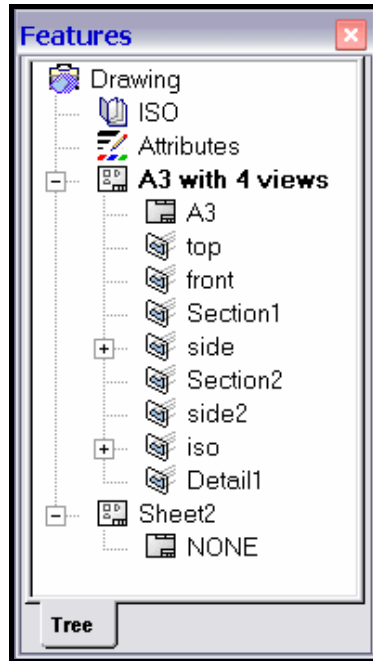 Features
Drawing
ISO
Attributes
A3 with 4 views
A3
top
front
Section1
side
Section2
side2
iso
Detail1
Sheet2
NONE
Tree